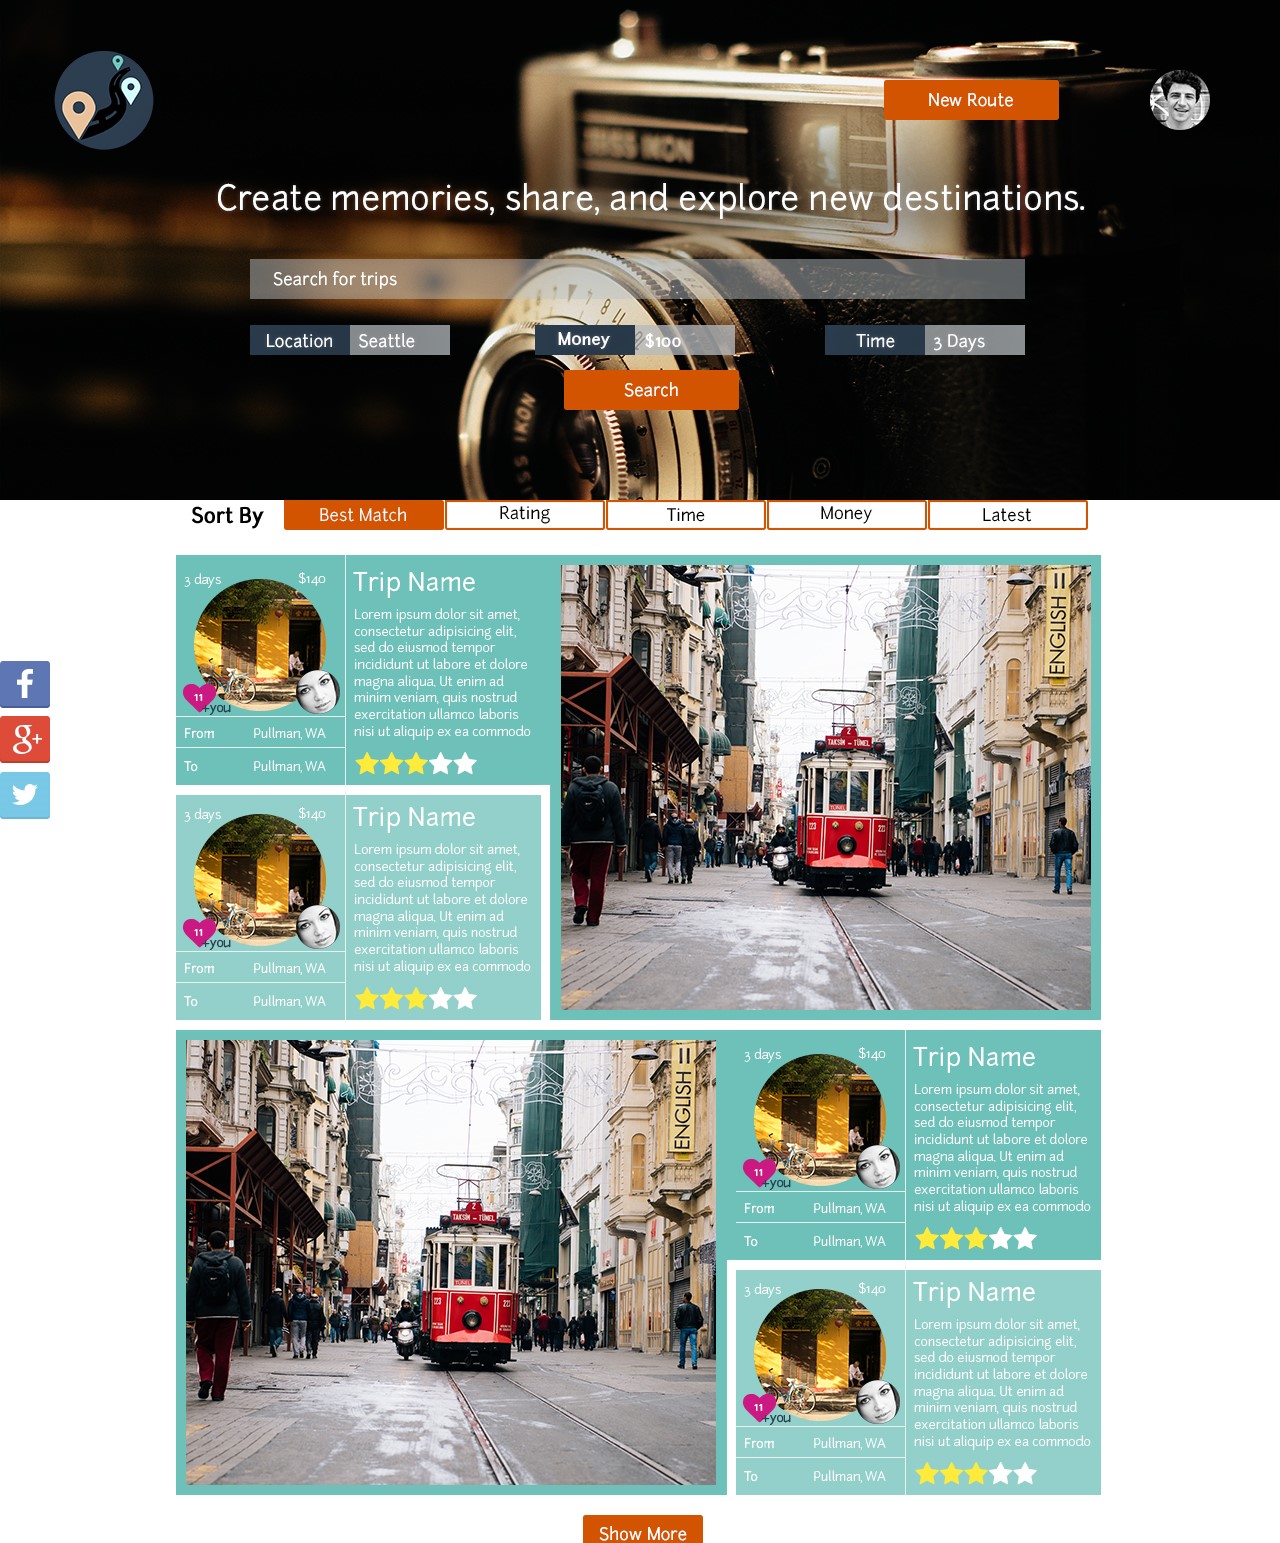 New Route
Create memories, share, and explore new destinations.
Search for trips
Location Seattle
Money $100
Time 3 Days
Search
Sort By
Best Match
Rating
Time
Money
Latest
3 days $140
11
+you
From Pullman, WA
To Pullman, WA
Trip Name
Lorem ipsum dolor sit amet,
consectetur adipisicing elit,
sed do eiusmod tempor
incididunt ut labore et dolore
magna aliqua. Ut enim ad
minim veniam, quis nostrud
exercitation ullamco laboris
nisi ut aliquip ex ea commodo
ENGLISH
2
TAKSİM - TÜNEL
TÜNEL
223 223
f
g+
3 days $140
11
+you
From Pullman, WA
To Pullman, WA
Trip Name
Lorem ipsum dolor sit amet,
consectetur adipisicing elit,
sed do eiusmod tempor
incididunt ut labore et dolore
magna aliqua. Ut enim ad
minim veniam, quis nostrud
exercitation ullamco laboris
nisi ut aliquip ex ea commodo
ENGLISH
2
TAKSİM - TÜNEL
TÜNEL
223 223
3 days $140
11
+you
From Pullman, WA
To Pullman, WA
Trip Name
Lorem ipsum dolor sit amet,
consectetur adipisicing elit,
sed do eiusmod tempor
incididunt ut labore et dolore
magna aliqua. Ut enim ad
minim veniam, quis nostrud
exercitation ullamco laboris
nisi ut aliquip ex ea commodo
3 days $140
11
+you
From Pullman, WA
To Pullman, WA
Trip Name
Lorem ipsum dolor sit amet,
consectetur adipisicing elit,
sed do eiusmod tempor
incididunt ut labore et dolore
magna aliqua. Ut enim ad
minim veniam, quis nostrud
exercitation ullamco laboris
nisi ut aliquip ex ea commodo
Show More